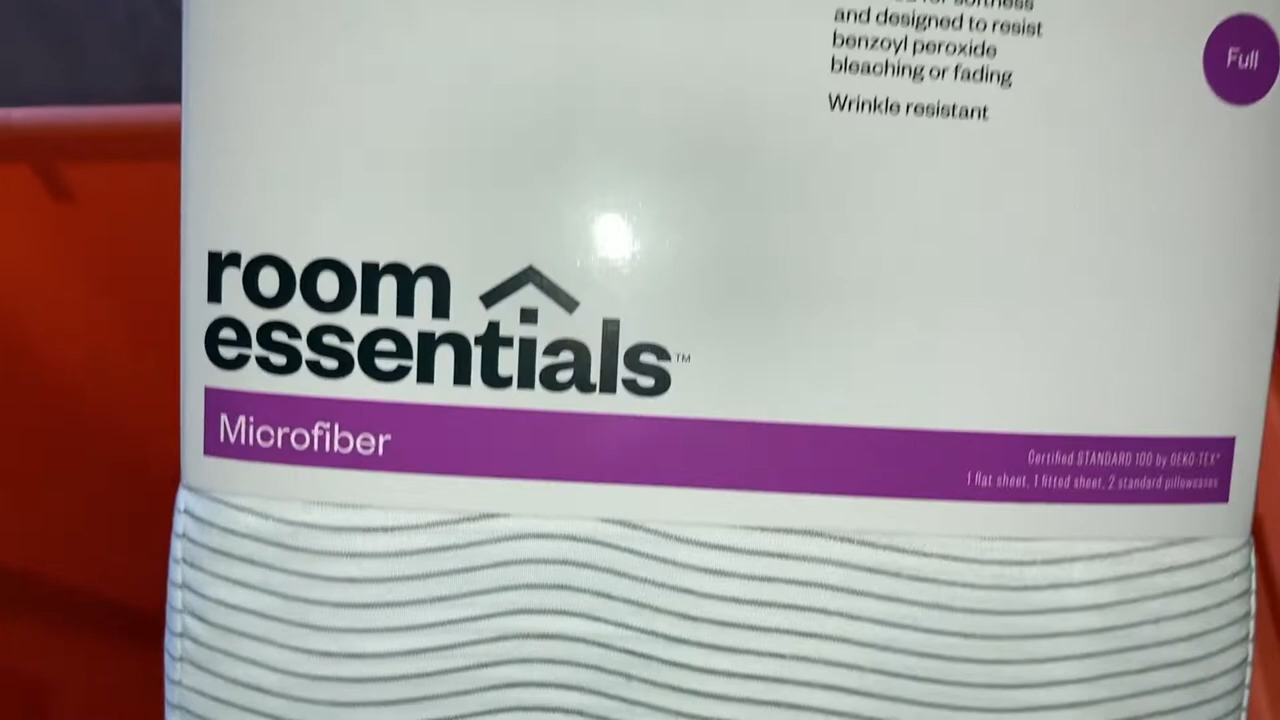 softness
and designed to resist
benzoyl peroxide
bleaching or fading
Wrinkle resistant
Full
room
essentials™
Microfiber
Certified STANDARD 100 by OEKO-TEX®
1 flat sheet, 1 fitted sheet, 2 standard pillowcases